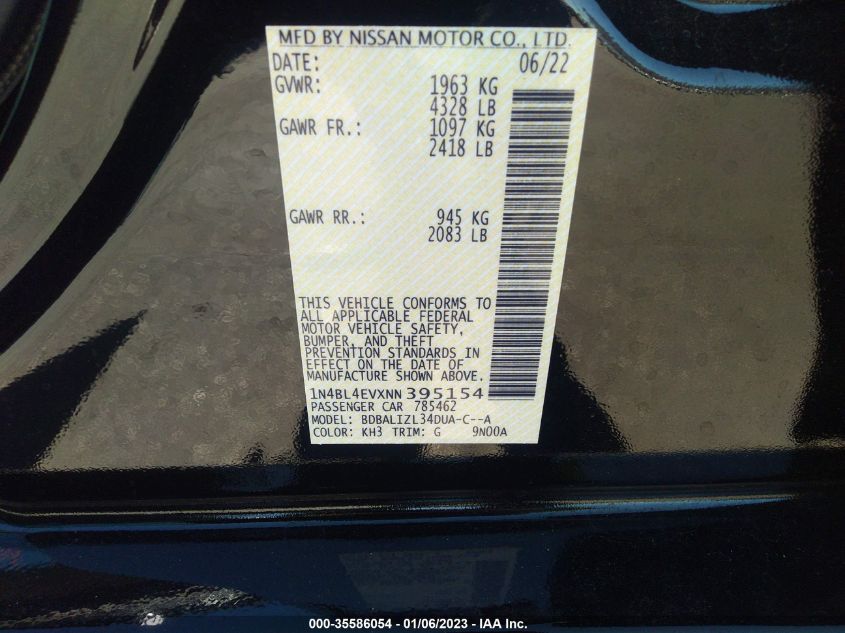 MFD BY NISSAN MOTOR CO., LTD.
DATE: 06/22
GVWR: 1963 KG
4328 LB
GAWR FR.: 1097 KG
2418 LB
GAWR RR.: 945 KG
2083 LB
THIS VEHICLE CONFORMS TO
ALL APPLICABLE FEDERAL
MOTOR VEHICLE SAFETY,
BUMPER, AND THEFT
PREVENTION STANDARDS IN
EFFECT ON THE DATE OF
MANUFACTURE SHOWN ABOVE.
1N4BL4EVXNN 395154
PASSENGER CAR 785462
MODEL: BDBALIZL34DUA-C--A
COLOR: KH3 TRIM: G 9N00A
000-35586054 - 01/06/2023 - IAA Inc.